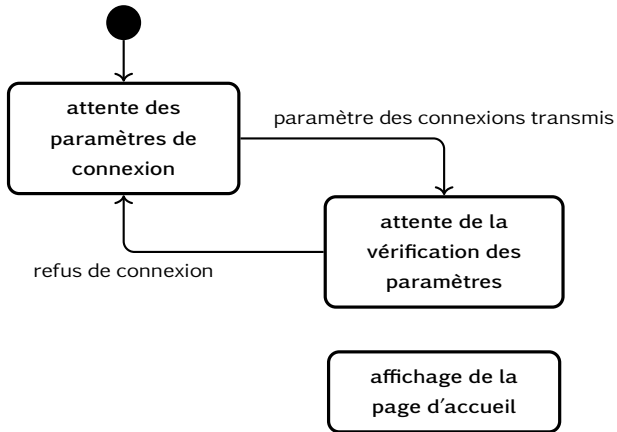 attente des
paramètres de
connexion
paramètre des connexions transmis
attente de la
vérification des
paramètres
refus de connexion
affichage de la
page d'accueil